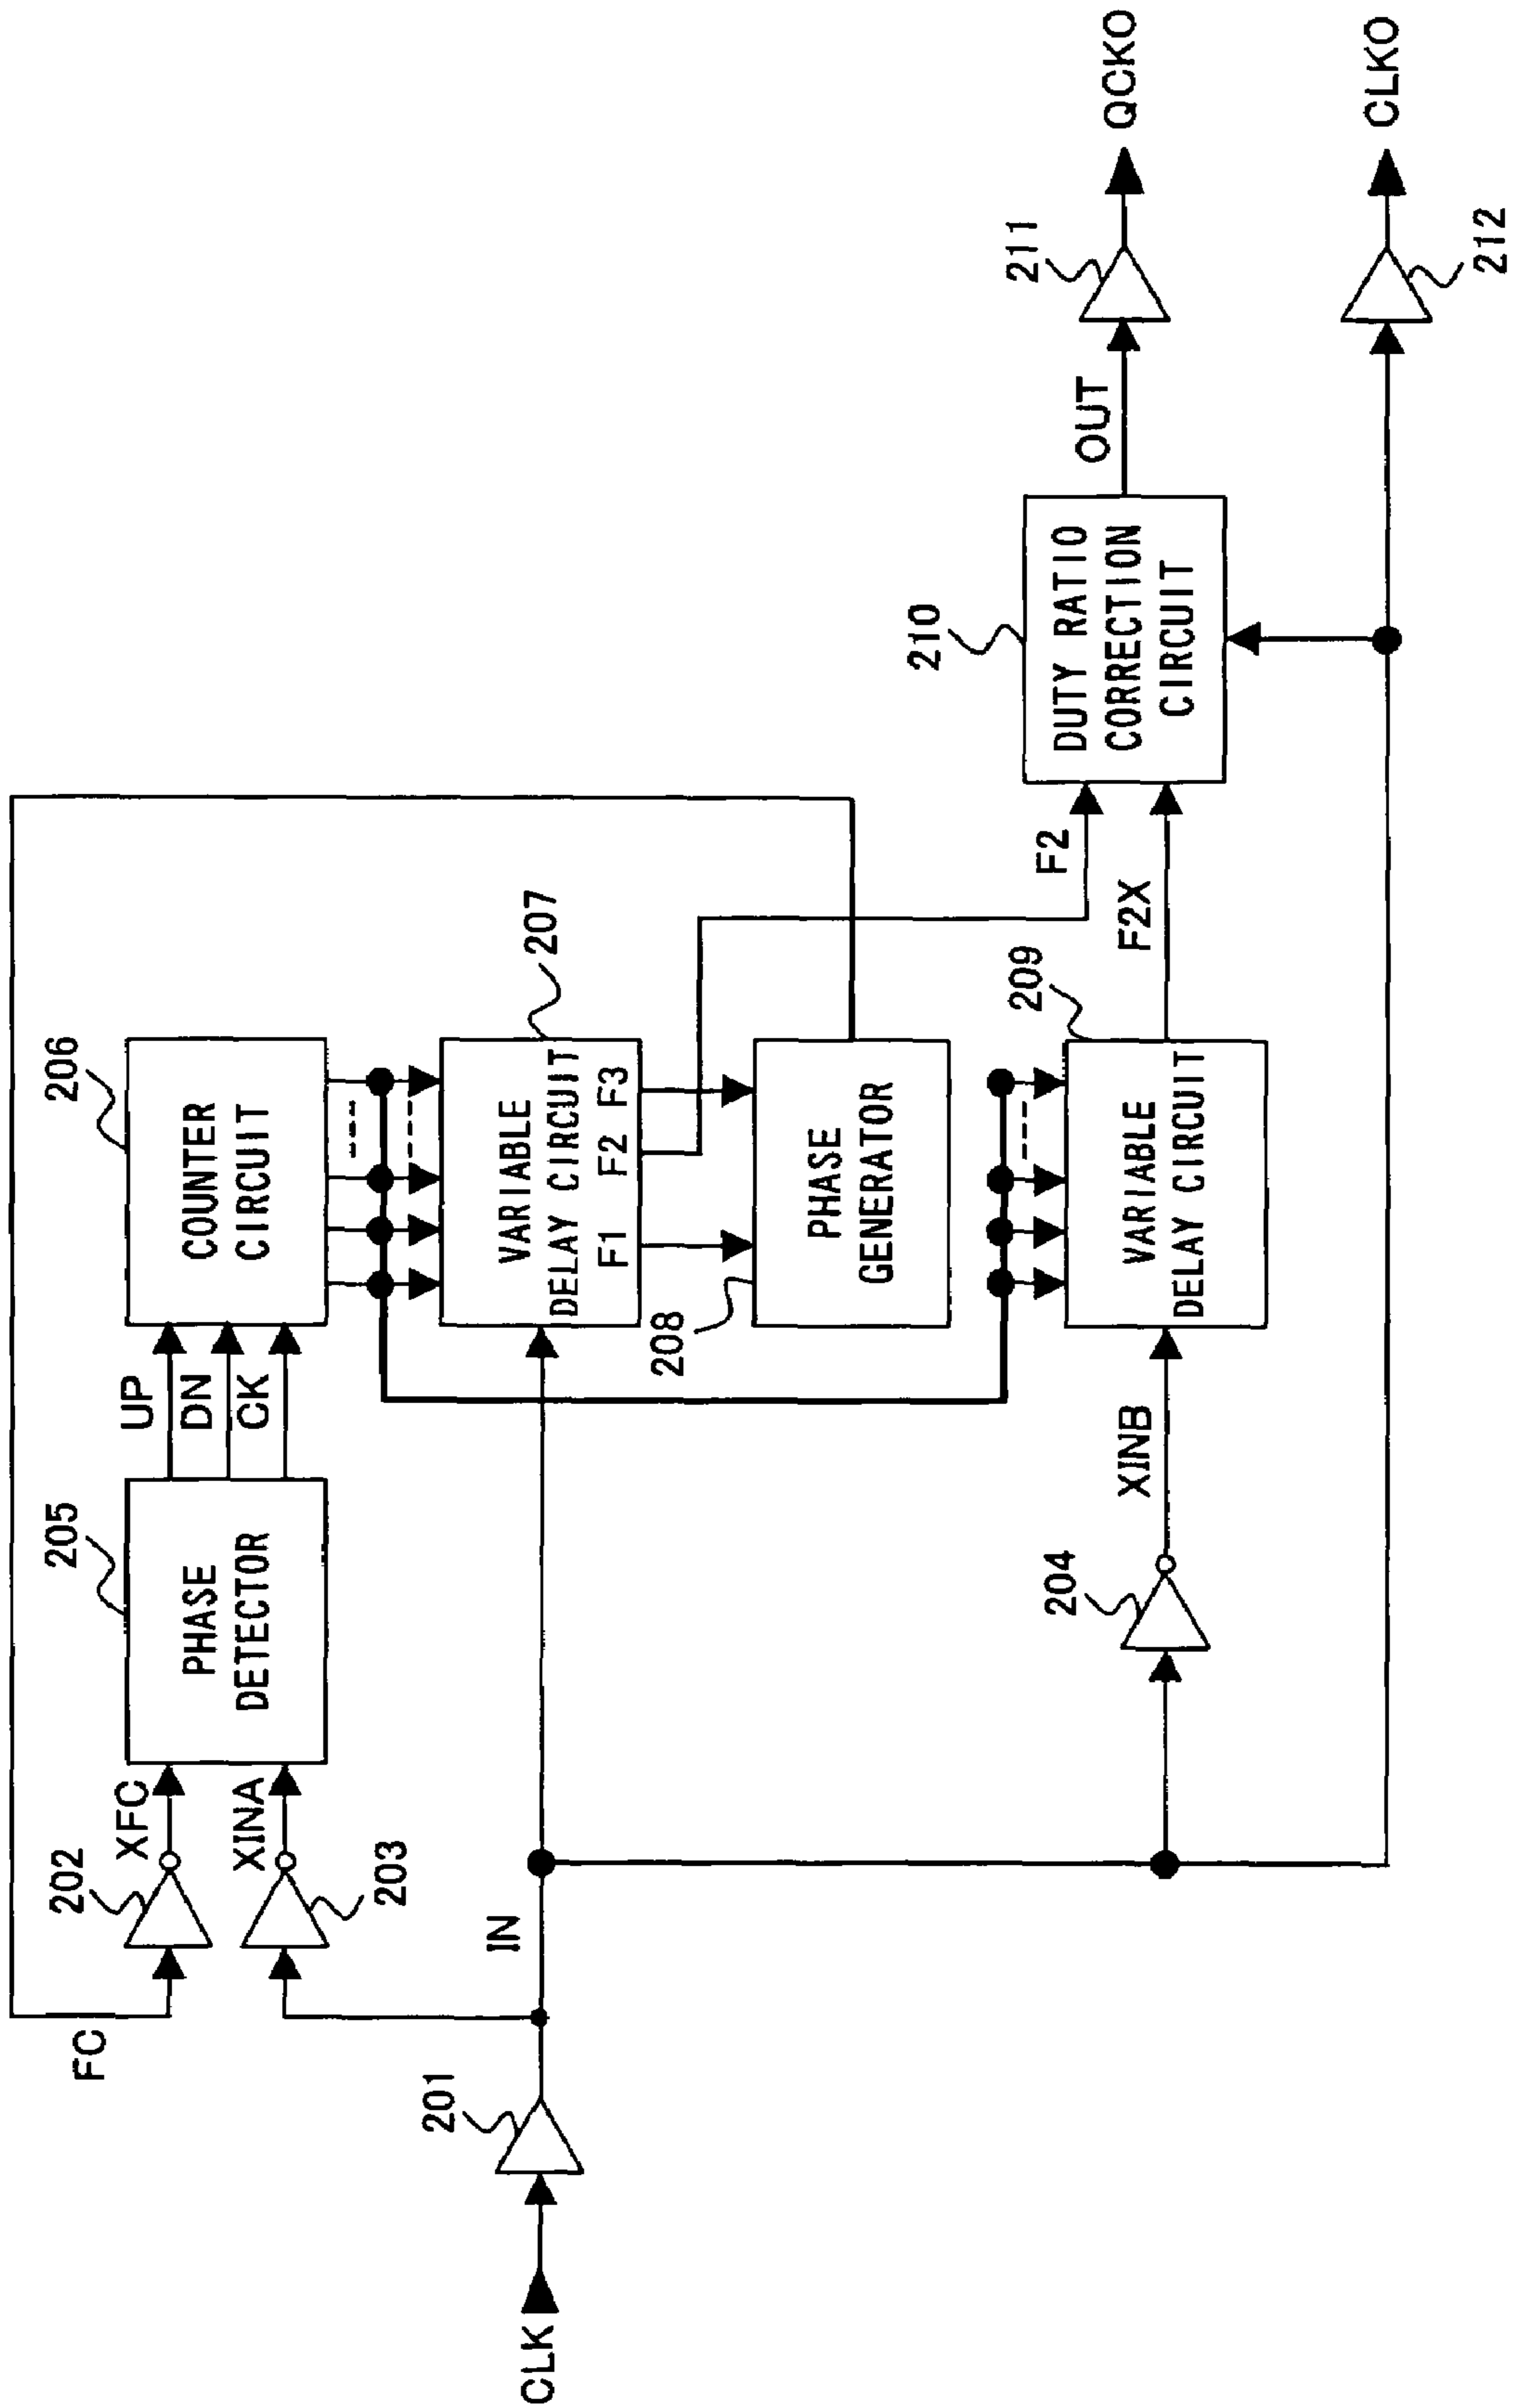 FC
202
XFC
XINA
203
205
PHASE
DETECTOR
UP
DN
CK
206
COUNTER
CIRCUIT
CLK
201
IN
207
VARIABLE
DELAY CIRCUIT
F1 F2 F3
208
PHASE
GENERATOR
204
XINB
209
VARIABLE
DELAY CIRCUIT
F2
F2X
210
DUTY RATIO
CORRECTION
CIRCUIT
OUT
211
QCKO
212
CLKO